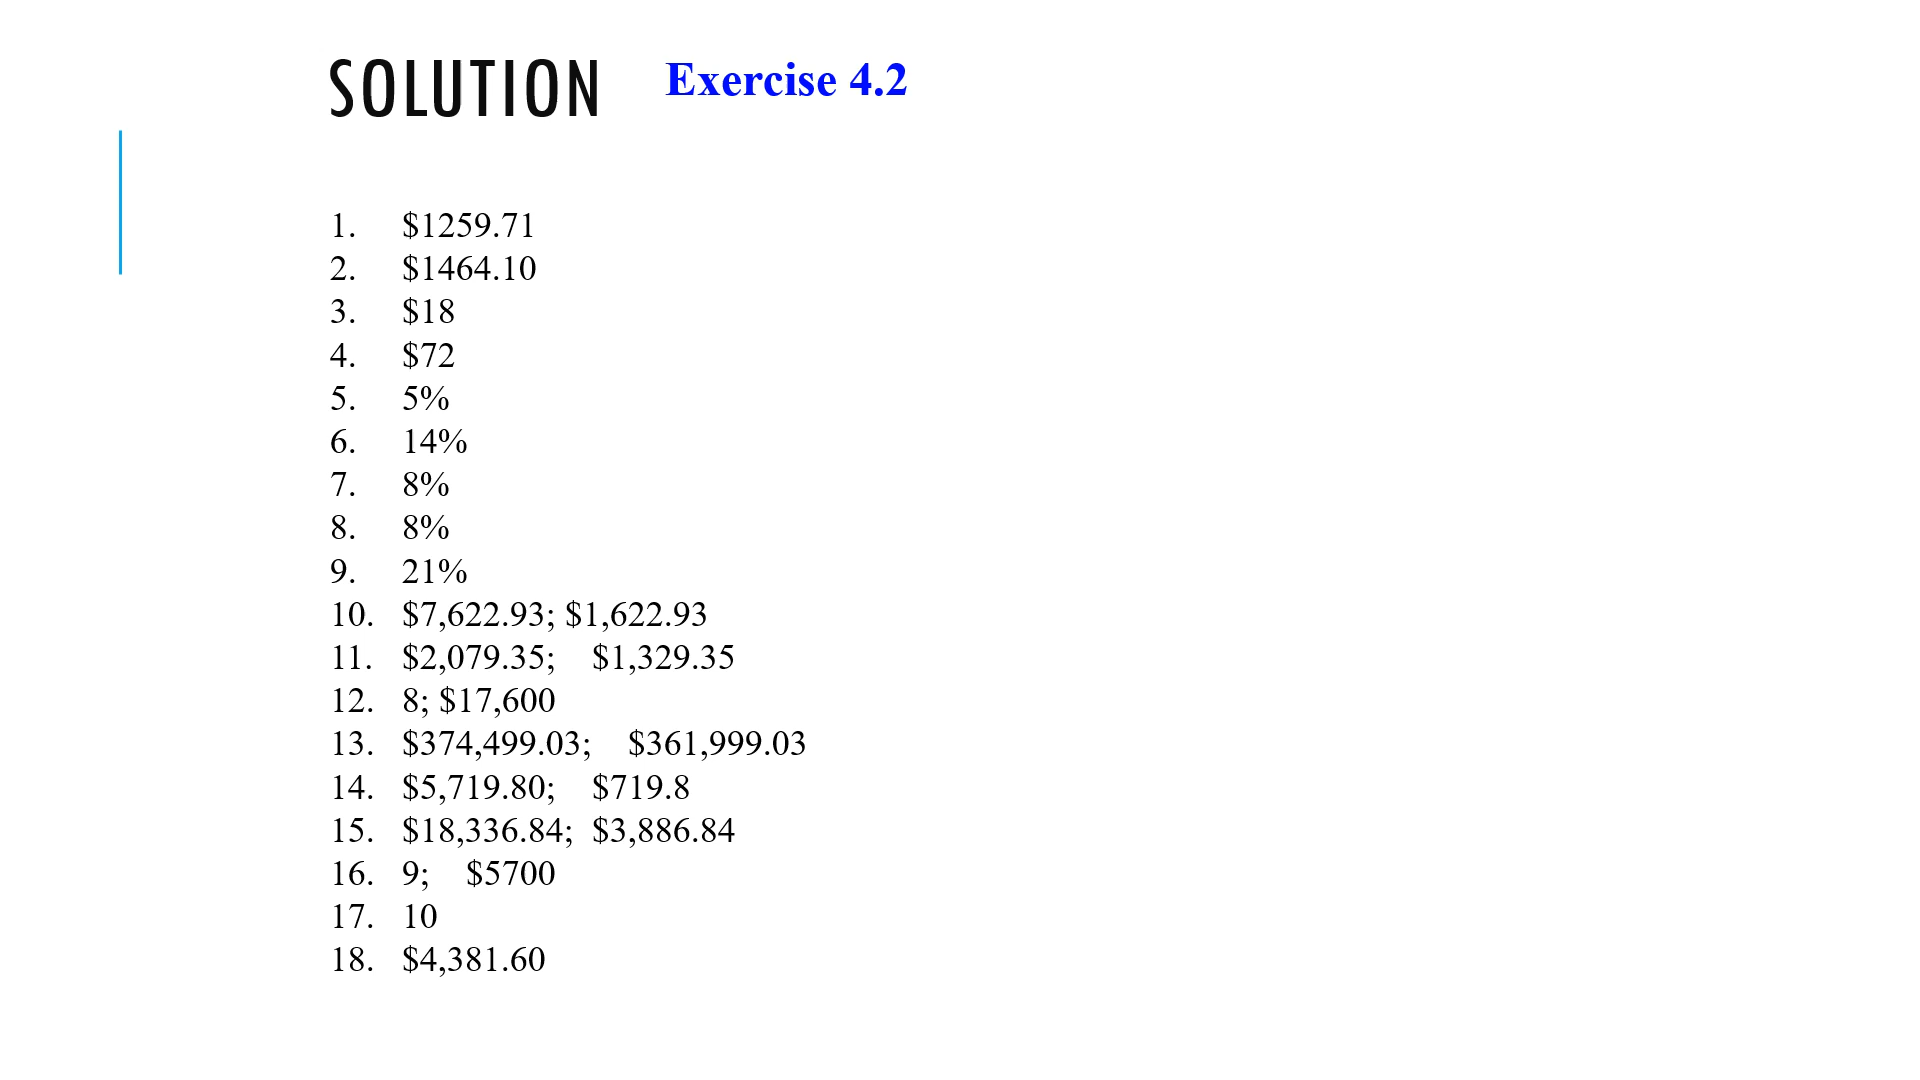 SOLUTION Exercise 4.2
1. $1259.71
2. $1464.10
3. $18
4. $72
5. 5%
6. 14%
7. 8%
8. 8%
9. 21%
10. $7,622.93; $1,622.93
11. $2,079.35; $1,329.35
12. 8; $17,600
13. $374,499.03; $361,999.03
14. $5,719.80; $719.8
15. $18,336.84; $3,886.84
16. 9; $5700
17. 10
18. $4,381.60